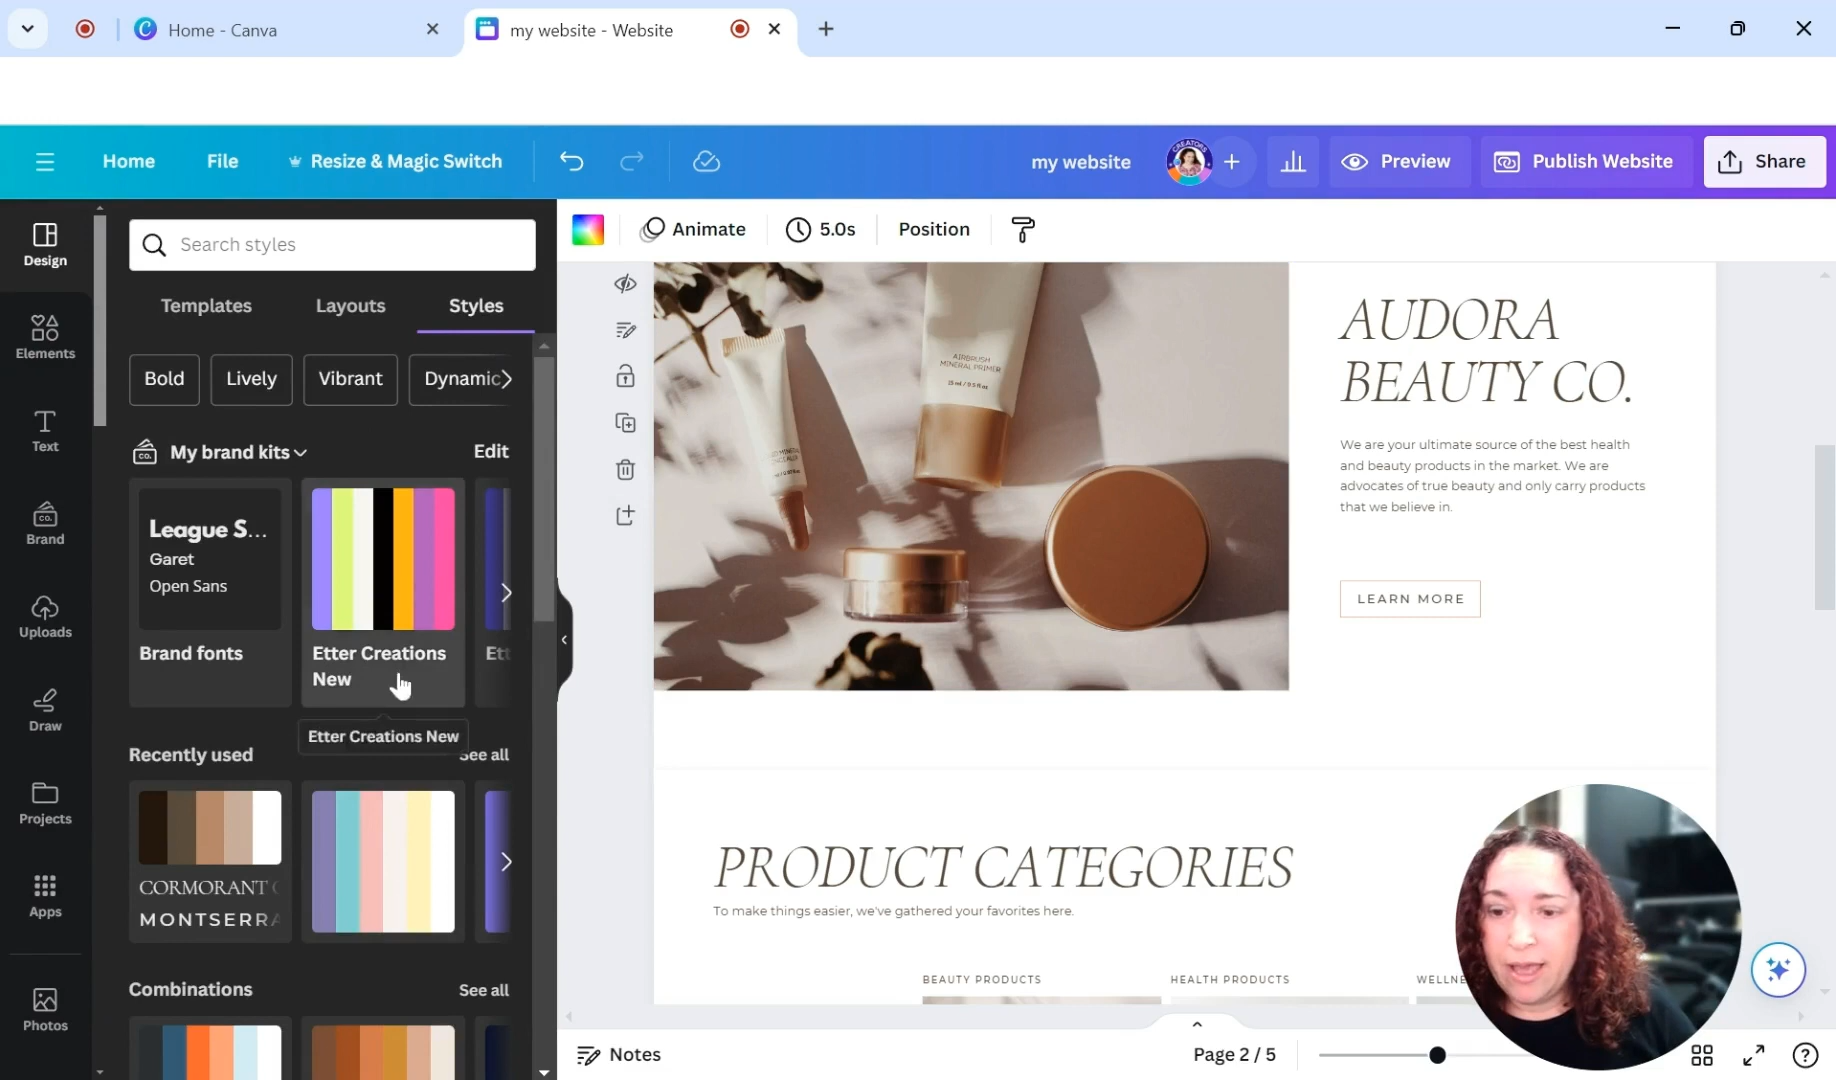 Home - Canva
my website - Website
Home
File
Resize & Magic Switch
my website
Preview
Publish Website
Share
Design
Elements
Text
Brand
Uploads
Draw
Projects
Apps
Photos
Search styles
Templates
Layouts
Styles
Bold
Lively
Vibrant
Dynamic
My brand kits
Edit
League S...
Garet
Open Sans
Brand fonts
Etter Creations
New
Ett
Etter Creations New
Recently used
See all
CORMORANT
MONTSERRA
Combinations
See all
Animate
5.0s
Position
AIRBRUSH
MINERAL PRIMER
AUDORA
BEAUTY CO.
We are your ultimate source of the best health
and beauty products in the market. We are
advocates of true beauty and only carry products
that we believe in.
LEARN MORE
PRODUCT CATEGORIES
To make things easier, we've gathered your favorites here.
BEAUTY PRODUCTS
HEALTH PRODUCTS
WELLNE
Notes
Page 2 / 5